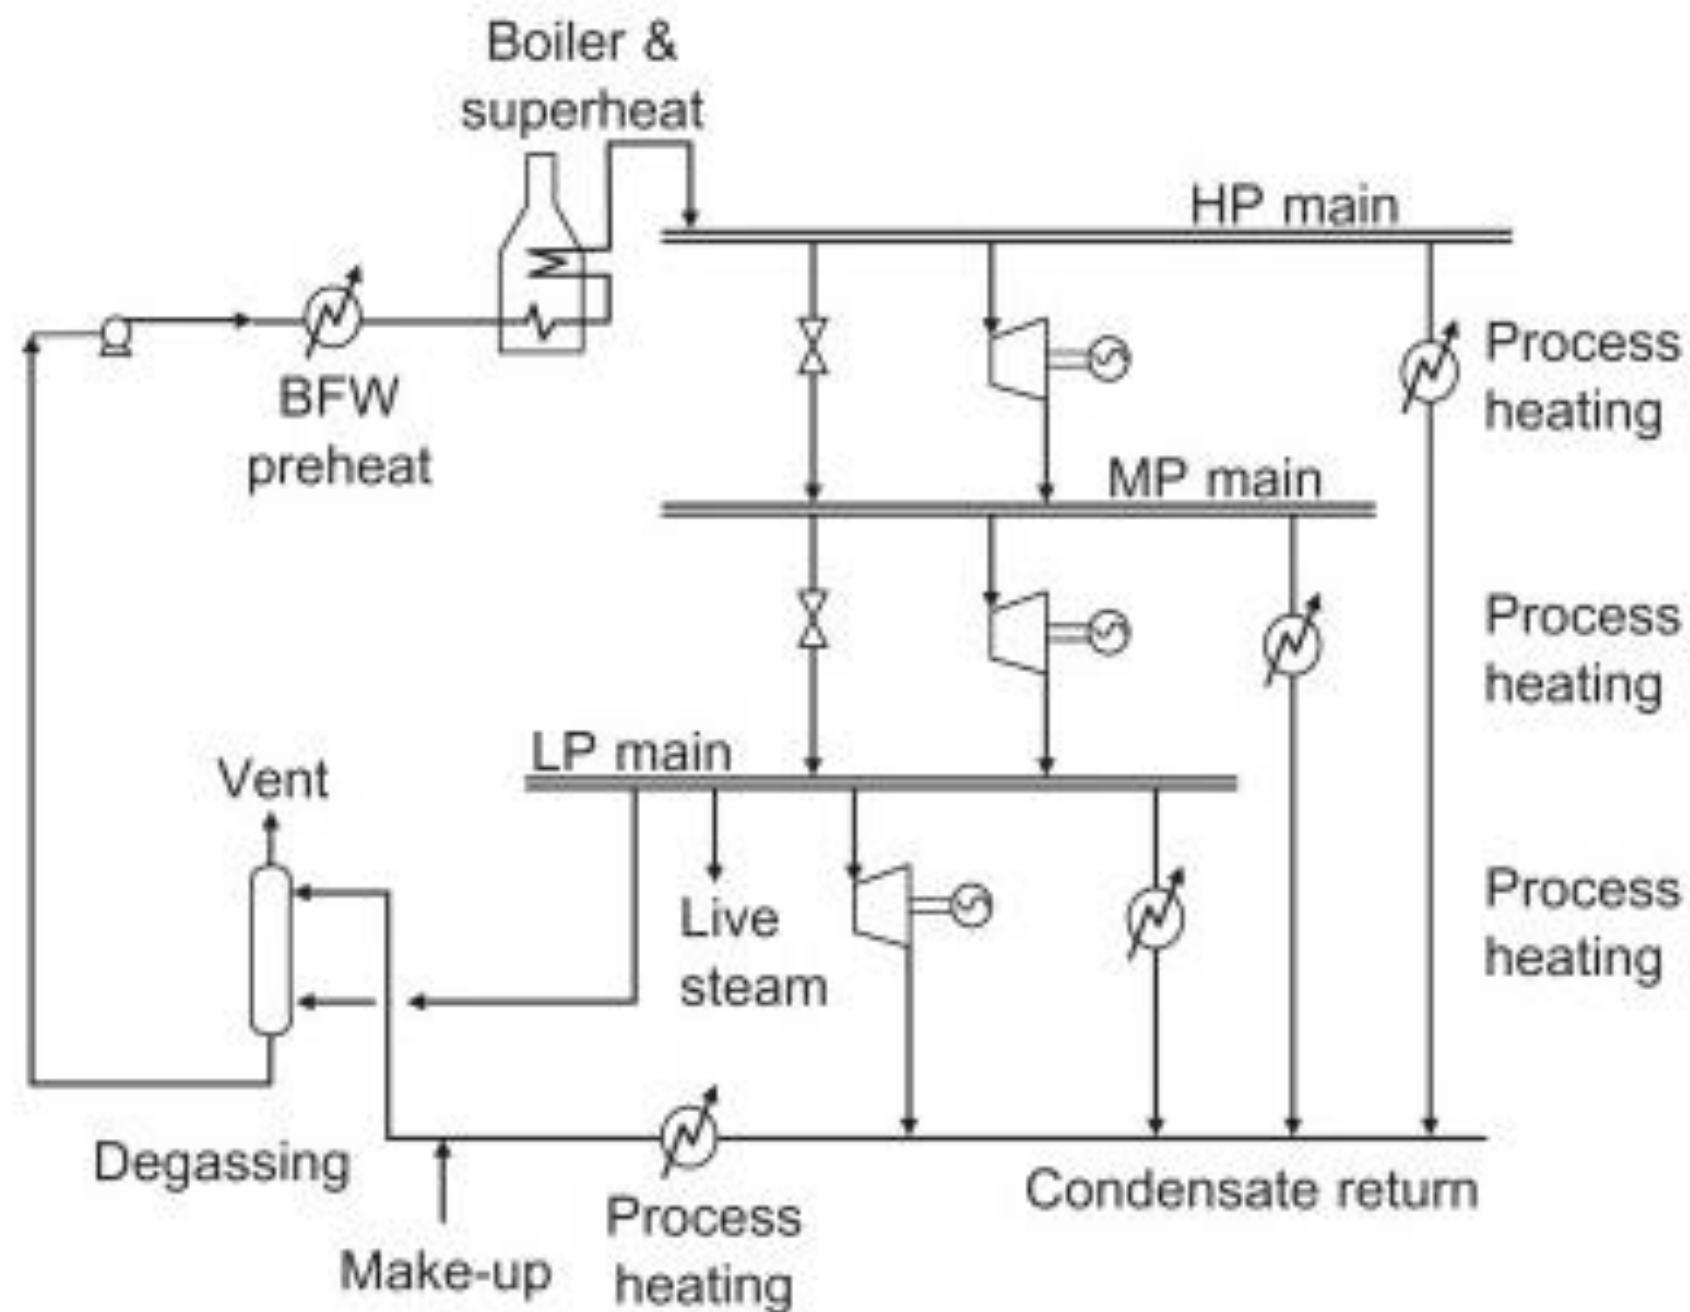 Boiler &
superheat
HP main
BFW
preheat
Process
heating
MP main
Process
heating
LP main
Vent
Live
steam
Process
heating
Degassing
Make-up
Process
heating
Condensate return